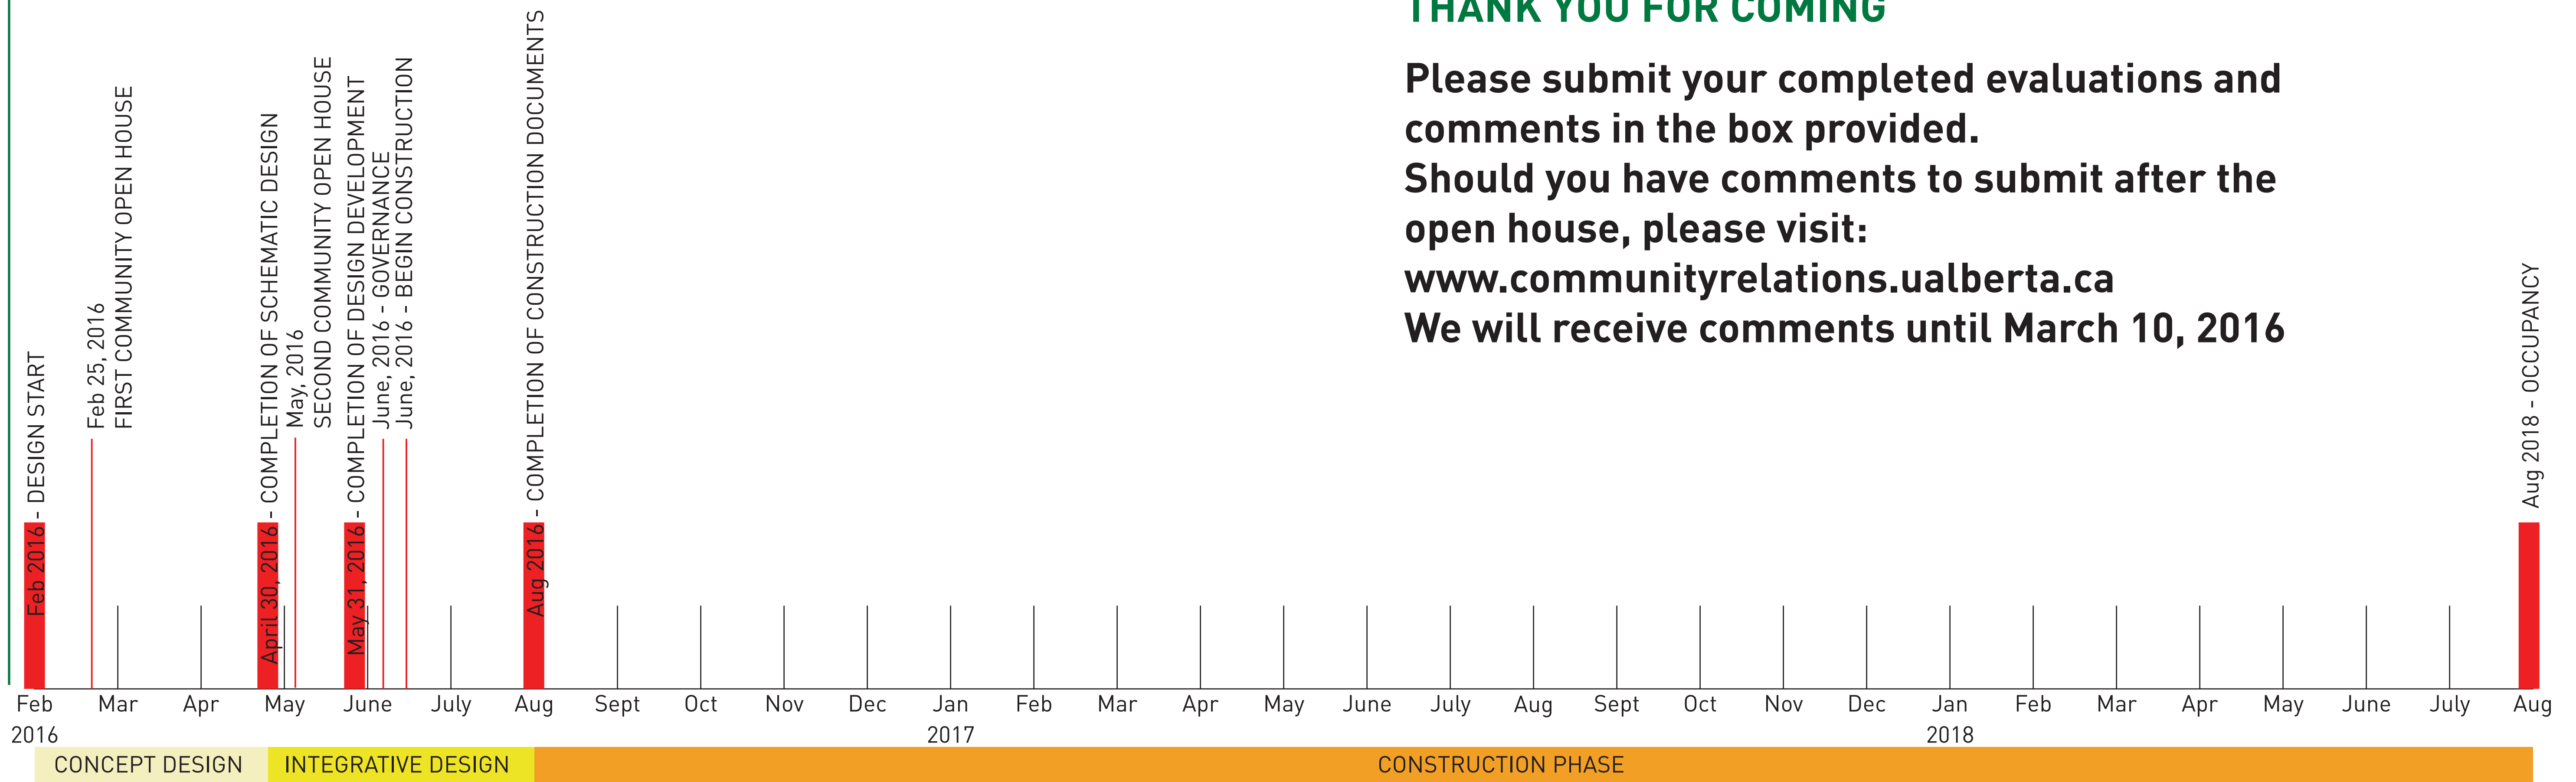 THANK YOU FOR COMING
Please submit your completed evaluations and
comments in the box provided.
Should you have comments to submit after the
open house, please visit:
www.communityrelations.ualberta.ca
We will receive comments until March 10, 2016
Feb 2016 - DESIGN START
Feb 25, 2016
FIRST COMMUNITY OPEN HOUSE
April 30, 2016 - COMPLETION OF SCHEMATIC DESIGN
May, 2016
SECOND COMMUNITY OPEN HOUSE
May 31, 2016 - COMPLETION OF DESIGN DEVELOPMENT
June, 2016 - GOVERNANCE
June, 2016 - BEGIN CONSTRUCTION
Aug 2016 - COMPLETION OF CONSTRUCTION DOCUMENTS
Aug 2018 - OCCUPANCY
Feb Mar Apr May June July Aug Sept Oct Nov Dec Jan Feb Mar Apr May June July Aug Sept Oct Nov Dec Jan Feb Mar Apr May June July Aug
2016 2017 2018
CONCEPT DESIGN INTEGRATIVE DESIGN CONSTRUCTION PHASE